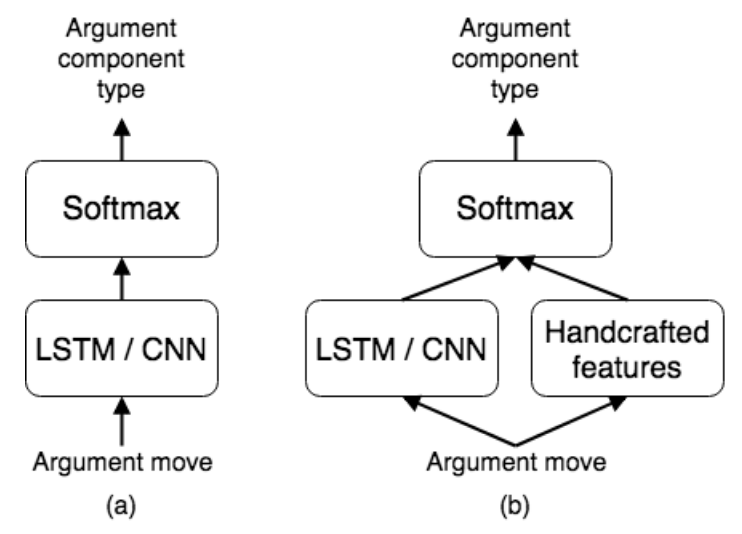 Argument
component
type
Softmax
LSTM / CNN
Argument move
(a)
Argument
component
type
Softmax
LSTM / CNN
Handcrafted
features
Argument move
(b)